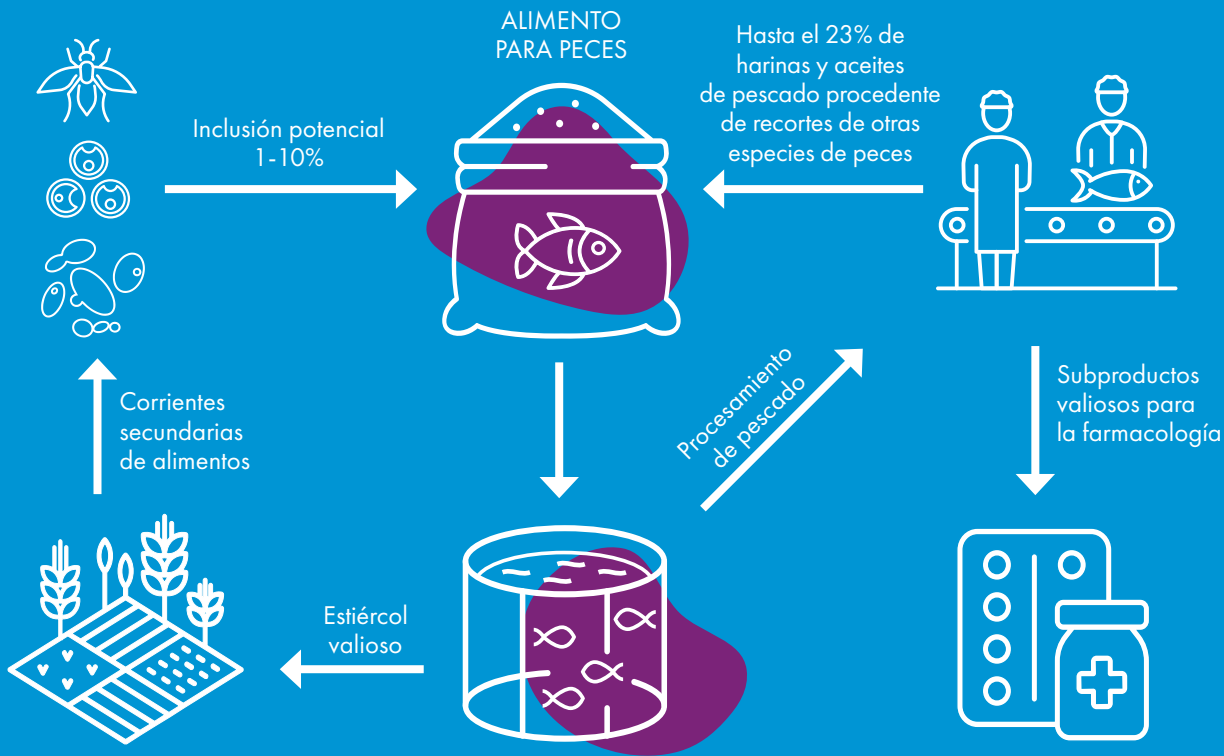 ALIMENTO
PARA PECES
Hasta el 23% de
harinas y aceites
de pescado procedente
de recortes de otras
especies de peces
Inclusión potencial
1-10%
Procesamiento
de pescado
Subproductos
valiosos para
la farmacología
Corrientes
secundarias
de alimentos
Estiércol
valioso